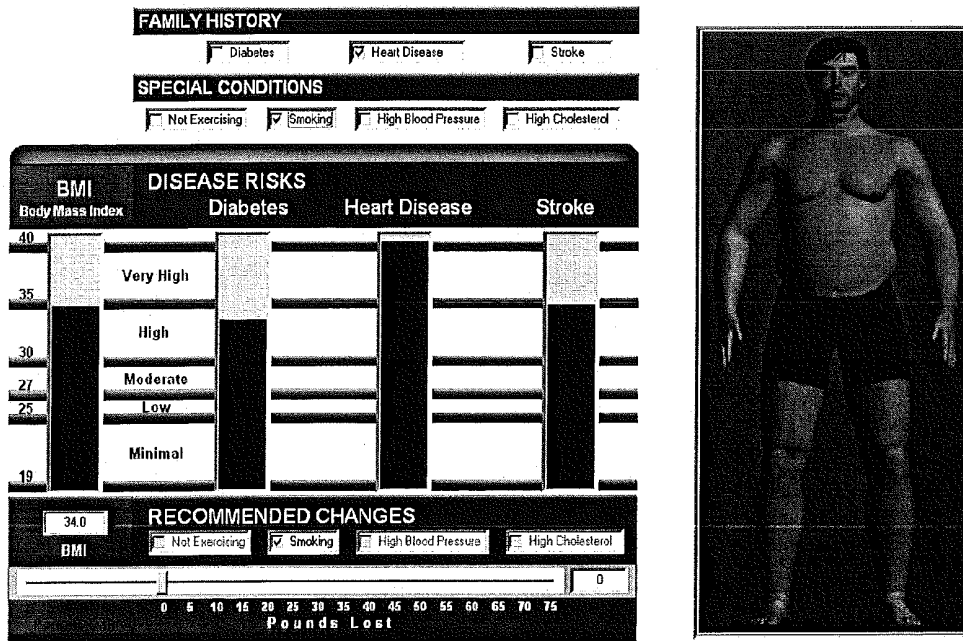 FAMILY HISTORY
Diabetes Heart Disease Stroke
SPECIAL CONDITIONS
Not Exercising Smoking High Blood Pressure High Cholesterol
BMI
Body Mass Index
DISEASE RISKS
Diabetes Heart Disease Stroke
40
Very High
35
High
30
Moderate
27
Low
25
Minimal
19
34.0
BMI
RECOMMENDED CHANGES
Not Exercising Smoking High Blood Pressure High Cholesterol
0
0 5 10 15 20 25 30 35 40 45 50 55 60 65 70 75
Pounds Lost